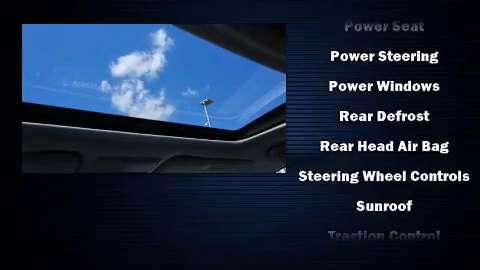 Power Seat
Power Steering
Power Windows
Rear Defrost
Rear Head Air Bag
Steering Wheel Controls
Sunroof
Traction Control